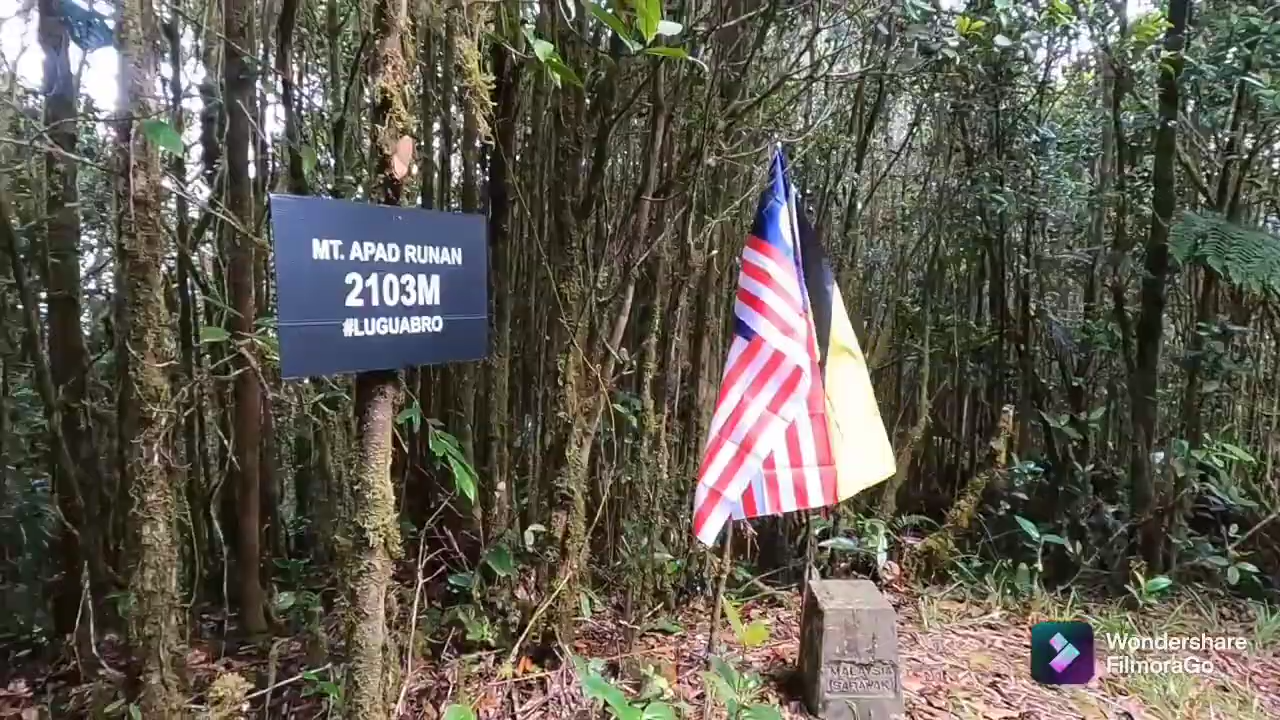 MT. APAD RUNAN
2103M
#LUGUABRO
MALAYSIA
SARAWAK
Wondershare
FilmoraGo